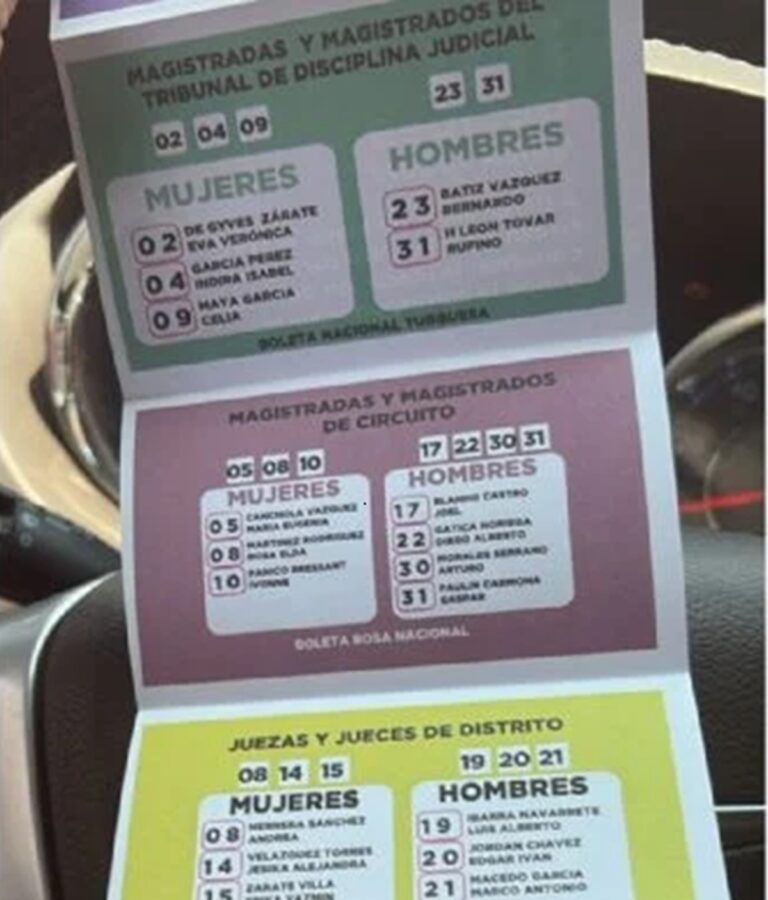 MAGISTRADAS Y MAGISTRADOS DEL
TRIBUNAL DE DISCIPLINA JUDICIAL
02 04 09
MUJERES
02 DE GYVES ZÁRATE
EVA VERÓNICA
04 GARCIA PEREZ
INDIRA ISABEL
09 MAYA GARCIA
CELIA
23 31
HOMBRES
23 BATIZ VAZQUEZ
BERNARDO
31 H LEON TOVAR
RUFINO
BOLETA NACIONAL TURQUESA
MAGISTRADAS Y MAGISTRADOS
DE CIRCUITO
05 08 10
MUJERES
05 CANCHOLA VAZQUEZ
MARIA EUGENIA
08 MARTINEZ RODRIGUEZ
ROSA ELDA
10 PANICO BRESSANT
IVONNE
17 22 30 31
HOMBRES
17 BLANNO CASTRO
JOEL
22 GATICA NORIEGA
DIEGO ALBERTO
30 MORALES SERRANO
ARTURO
31 PAULIN CARMONA
GASPAR
BOLETA ROSA NACIONAL
JUEZAS Y JUECES DE DISTRITO
08 14 15
MUJERES
08 HERRERA SANCHEZ
ANDREA
14 VELAZQUEZ TORRES
ALEJANDRA
15 ZARATE VILLA
YAZMIN
19 20 21
HOMBRES
19 IBARRA NAVARRETE
LUIS ALBERTO
20 JORDAN CHAVEZ
EDGAR IVAN
21 MACEDO GARCIA
MARCO ANTONIO